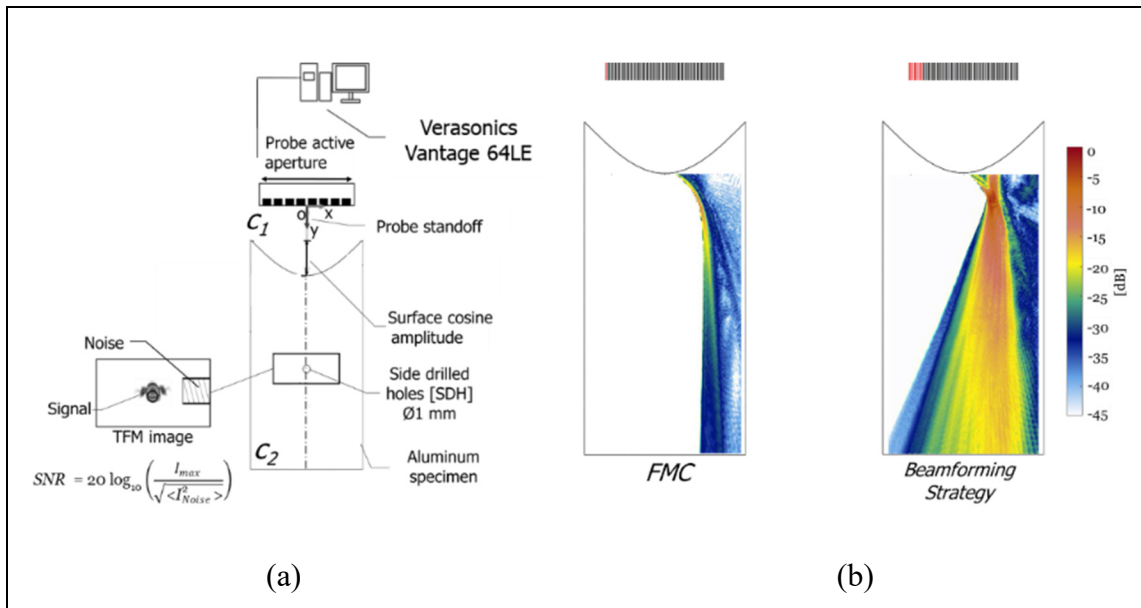 Verasonics
Vantage 64LE
Probe active
aperture
o
x
y
C1
Probe standoff
Surface cosine
amplitude
Noise
Signal
TFM image
Side drilled
holes [SDH]
Ø1 mm
C2
Aluminum
specimen
SNR = 20 log₁₀ ( I_max / √<I²_Noise> )
(a)
FMC
Beamforming
Strategy
0
-5
-10
-15
-20
-25
-30
-35
-40
-45
[dB]
(b)